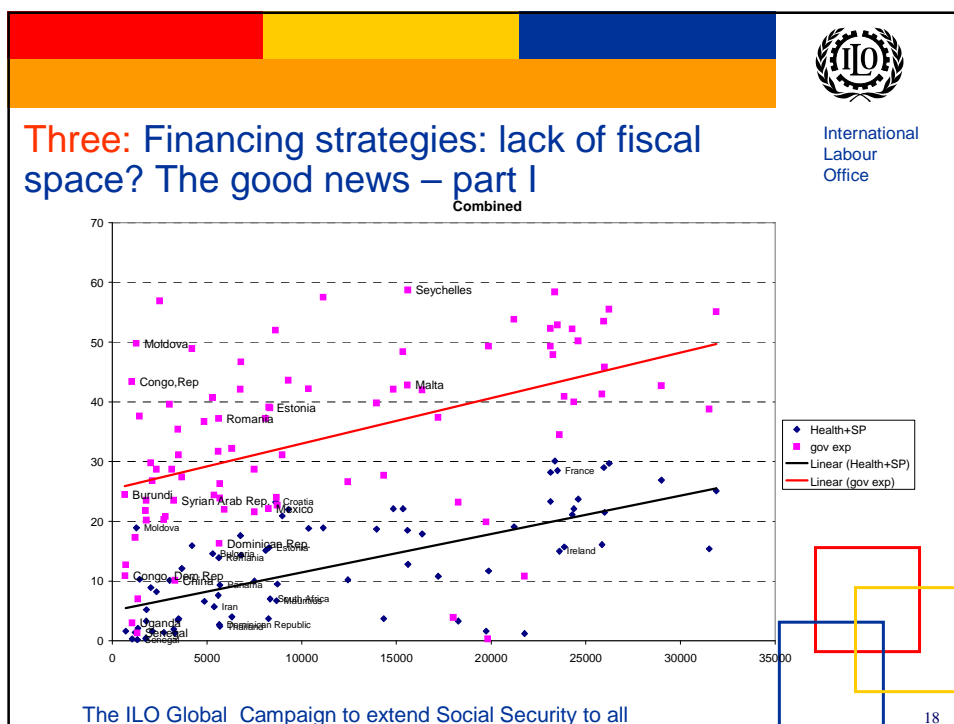 ILO
International
Labour
Office
Three: Financing strategies: lack of fiscal
space? The good news – part I
Combined
70
60
50
40
30
20
10
0
0
5000
10000
15000
20000
25000
30000
35000
Seychelles
Moldova
Congo,Rep
Malta
Estonia
Romania
France
Burundi
Syrian Arab Rep.
Croatia
Mexico
Moldova
Dominican Rep
Estonia
Bulgaria
Romania
Ireland
Congo, Dem Rep
China
Panama
Iran
South Africa
Mauritius
Uganda
Dominican Republic
Thailand
Senegal
Senegal
Health+SP
gov exp
Linear (Health+SP)
Linear (gov exp)
The ILO Global Campaign to extend Social Security to all
18